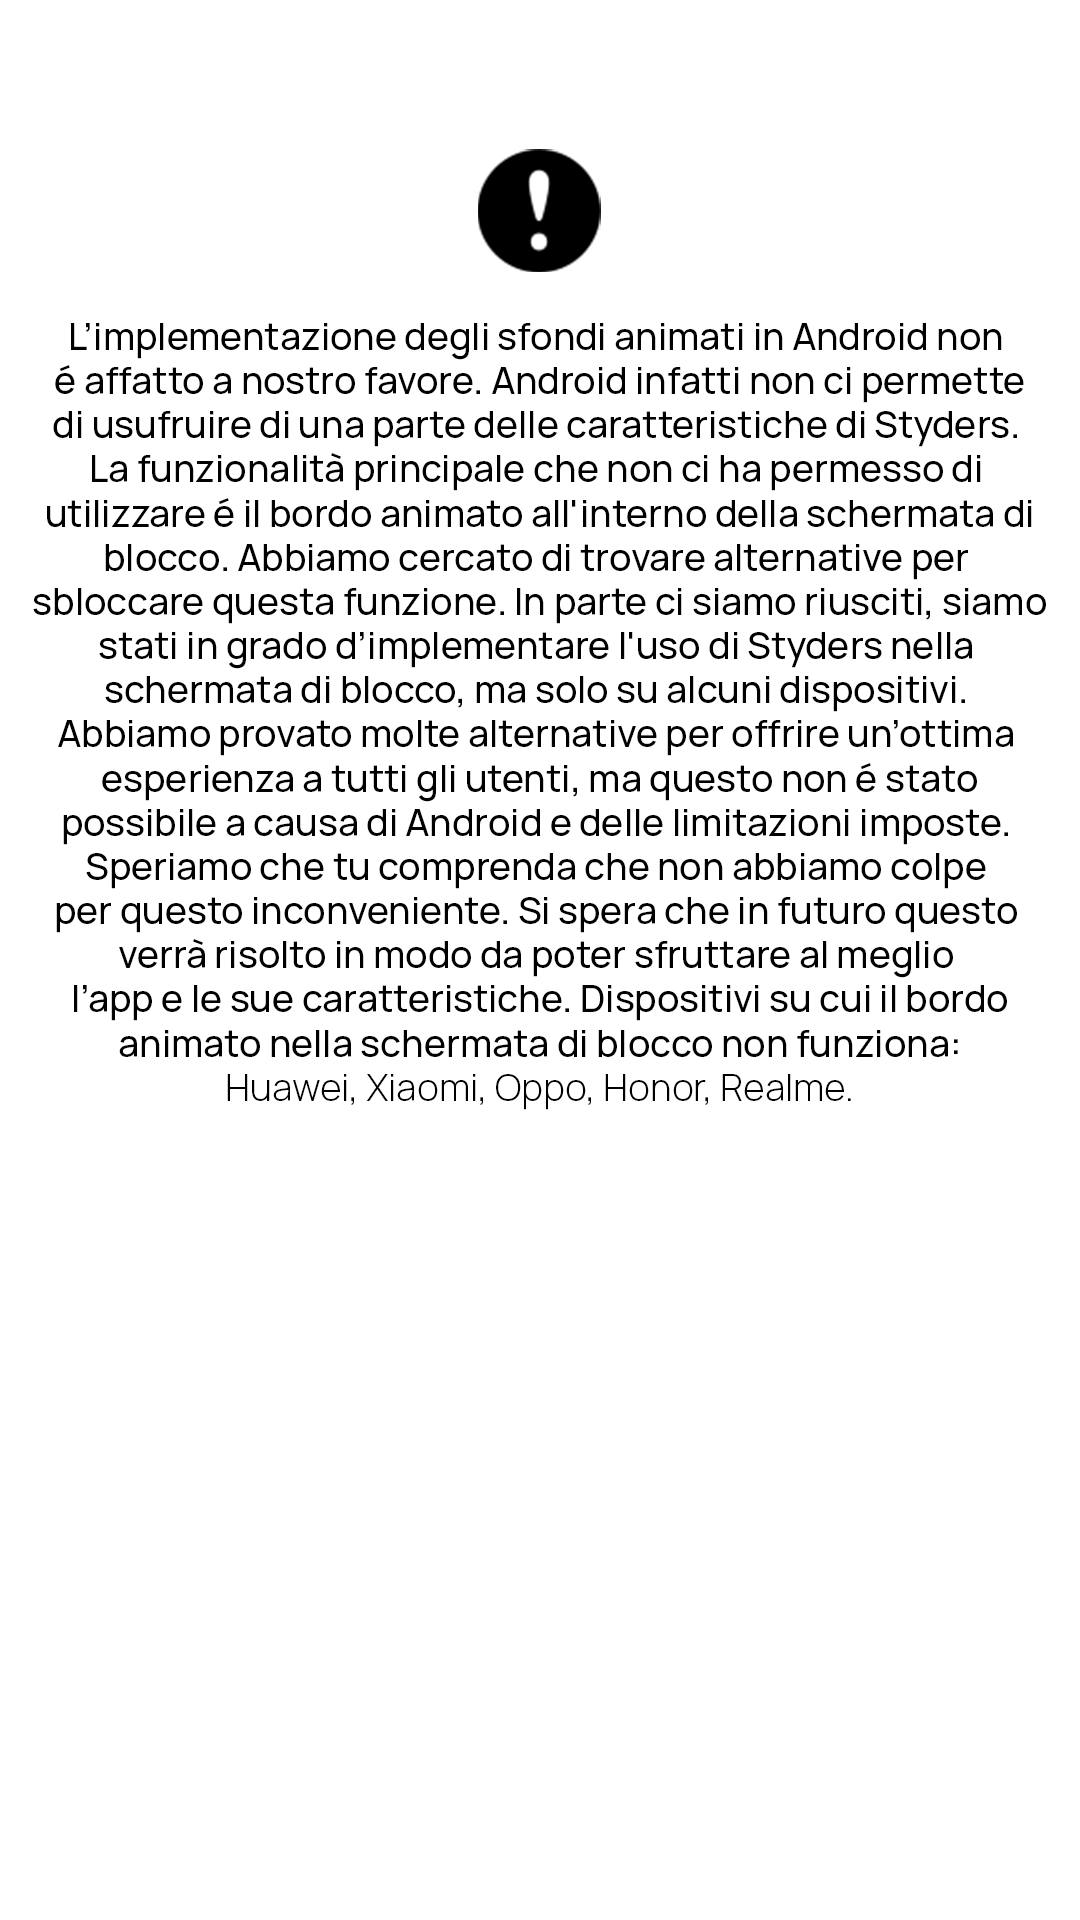 L’implementazione degli sfondi animati in Android non
é affatto a nostro favore. Android infatti non ci permette
di usufruire di una parte delle caratteristiche di Styders.
La funzionalità principale che non ci ha permesso di
utilizzare é il bordo animato all'interno della schermata di
blocco. Abbiamo cercato di trovare alternative per
sbloccare questa funzione. In parte ci siamo riusciti, siamo
stati in grado d’implementare l'uso di Styders nella
schermata di blocco, ma solo su alcuni dispositivi.
Abbiamo provato molte alternative per offrire un’ottima
esperienza a tutti gli utenti, ma questo non é stato
possibile a causa di Android e delle limitazioni imposte.
Speriamo che tu comprenda che non abbiamo colpe
per questo inconveniente. Si spera che in futuro questo
verrà risolto in modo da poter sfruttare al meglio
l’app e le sue caratteristiche. Dispositivi su cui il bordo
animato nella schermata di blocco non funziona:
Huawei, Xiaomi, Oppo, Honor, Realme.